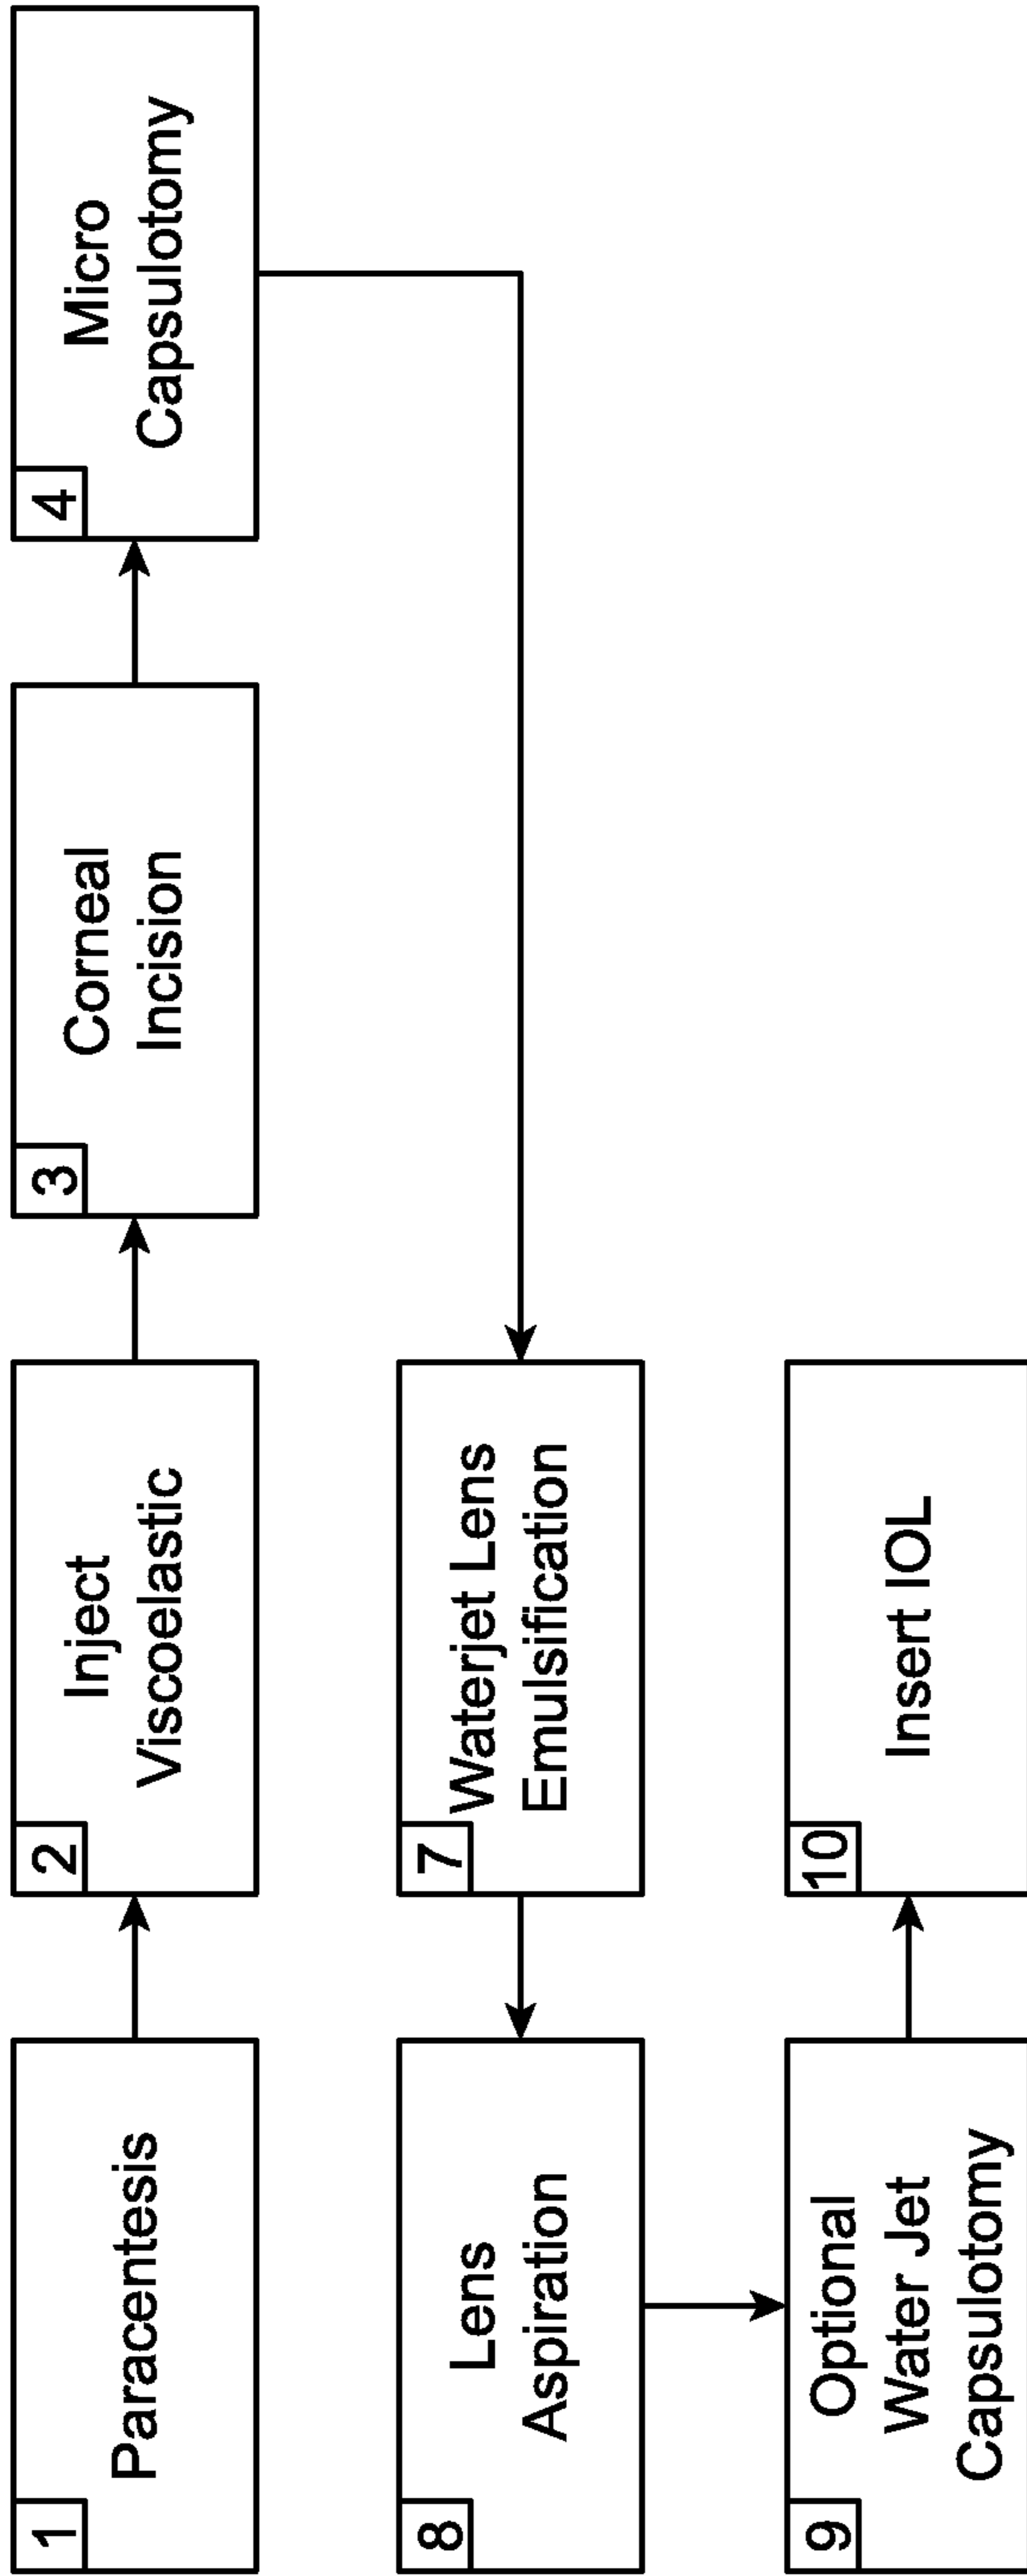 1
Paracentesis
2
Inject
Viscoelastic
3
Corneal
Incision
4
Micro
Capsulotomy
7
Waterjet Lens
Emulsification
8
Lens
Aspiration
9
Optional
Water Jet
Capsulotomy
10
Insert IOL